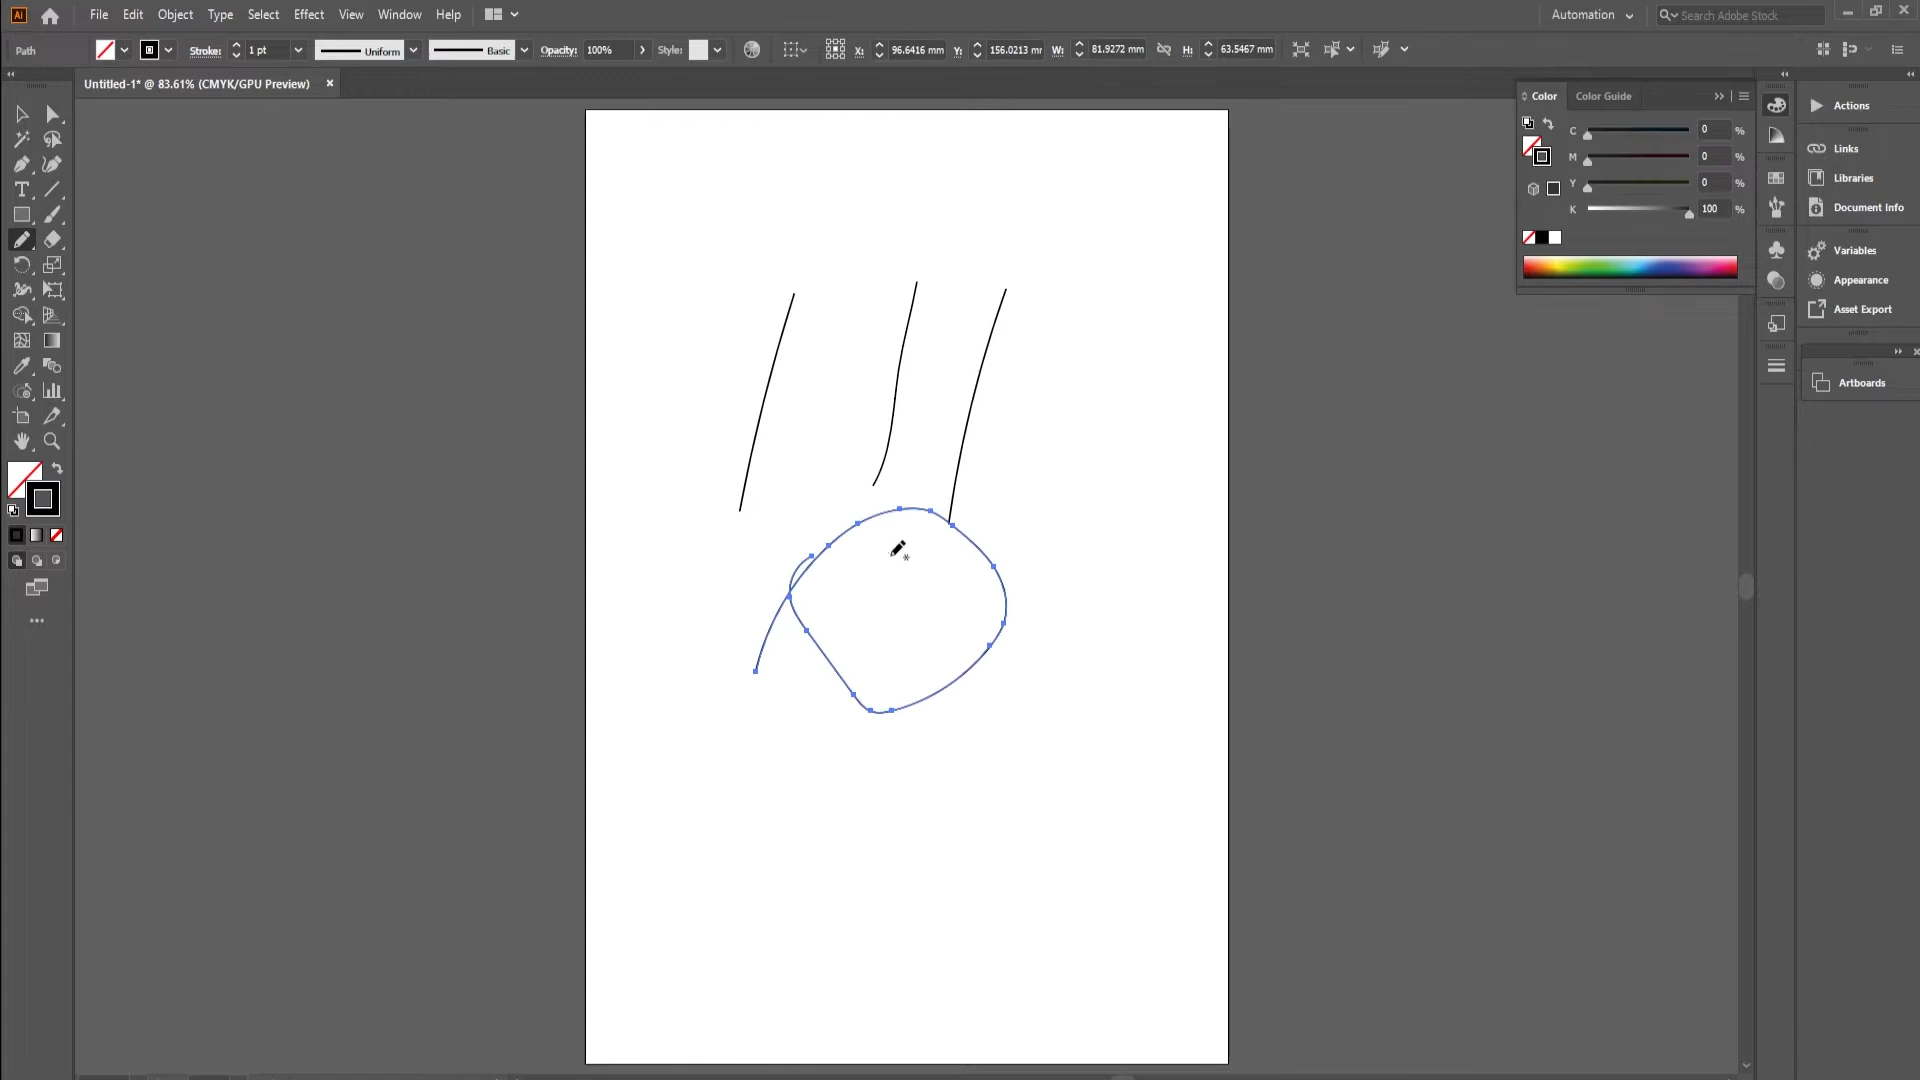 Ai File Edit Object Type Select Effect View Window Help Automation Search Adobe Stock
Path Stroke: 1 pt Uniform Basic Opacity: 100% Style: X: 96.6416 mm Y: 156.0213 mm W: 81.9272 mm H: 63.5467 mm
Untitled-1* @ 83.61% (CMYK/GPU Preview) ×
Color Color Guide
C 0 %
M 0 %
Y 0 %
K 100 %
Actions
Links
Libraries
Document Info
Variables
Appearance
Asset Export
Artboards